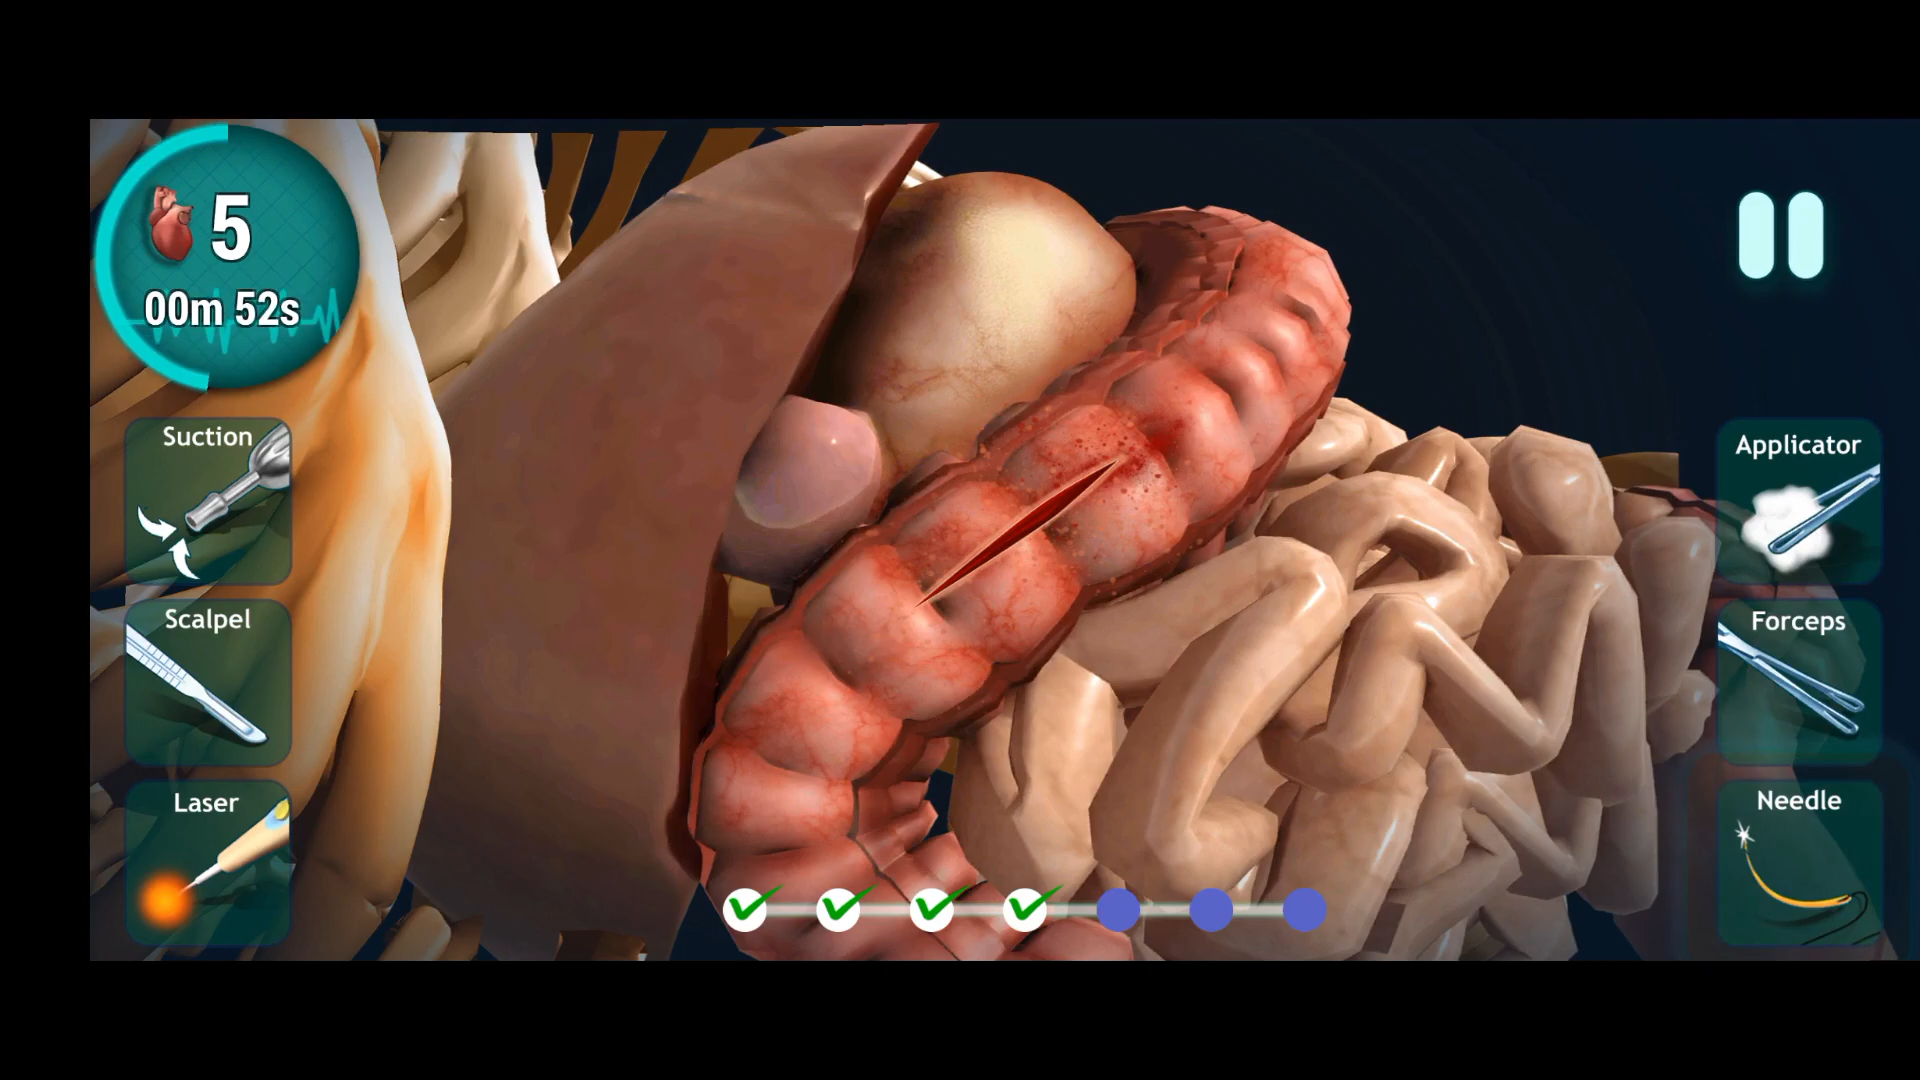 5
00m 52s
Suction
Scalpel
Laser
Applicator
Forceps
Needle